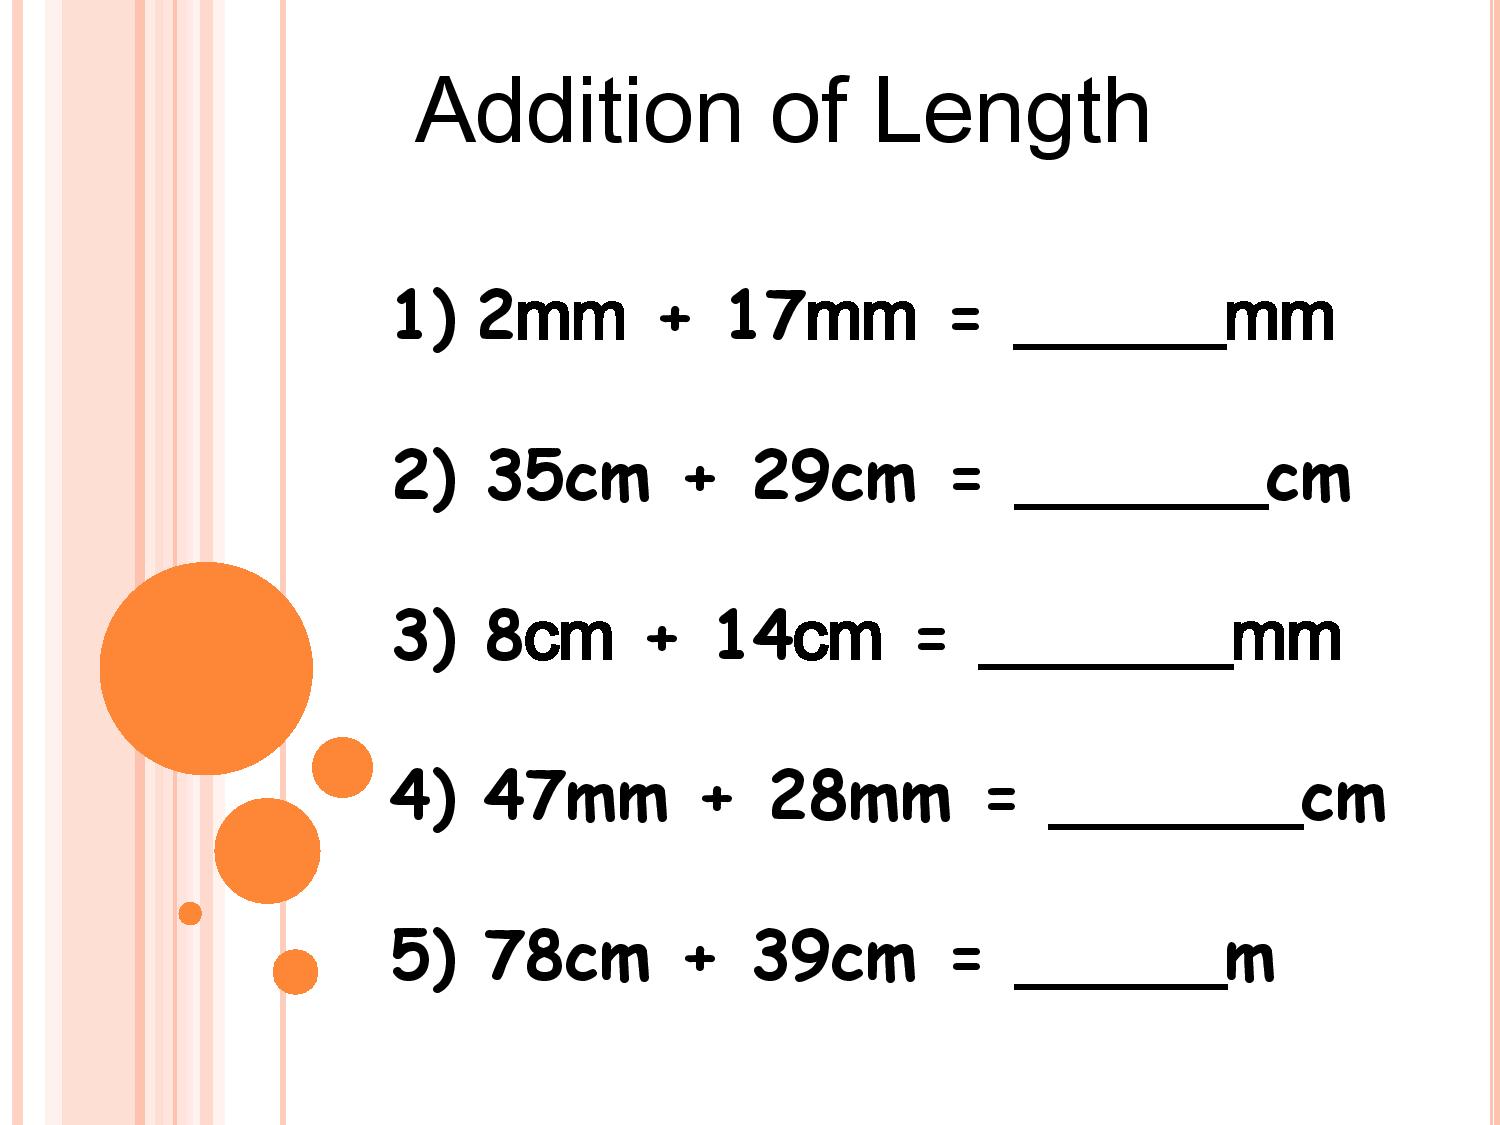 Addition of Length
1) 2mm + 17mm = ______mm
2) 35cm + 29cm = _______cm
3) 8cm + 14cm = _______mm
4) 47mm + 28mm = _______cm
5) 78cm + 39cm = ______m